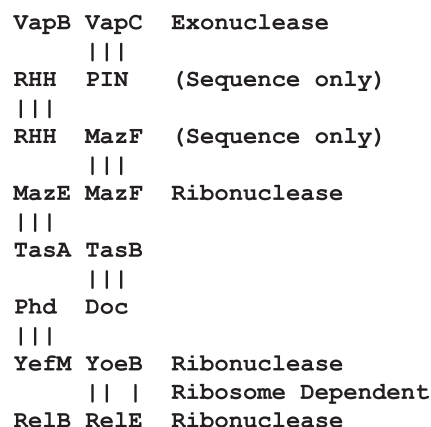 VapB VapC Exonuclease
|||
RHH PIN (Sequence only)
|||
RHH MazF (Sequence only)
|||
MazE MazF Ribonuclease
|||
TasA TasB
|||
Phd Doc
|||
YefM YoeB Ribonuclease
|| | Ribosome Dependent
RelB RelE Ribonuclease